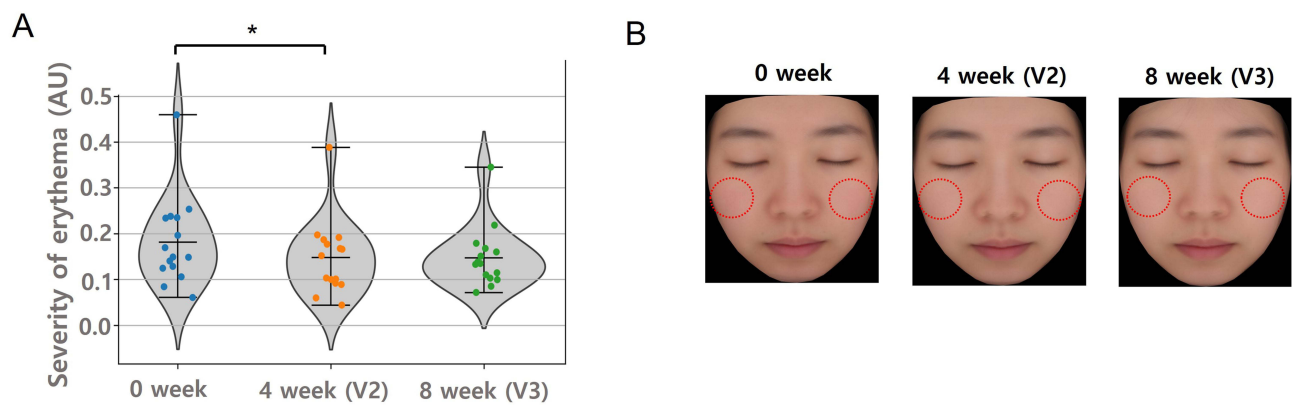 A
*
Severity of erythema (AU)
0.5
0.4
0.3
0.2
0.1
0.0
0 week
4 week (V2)
8 week (V3)
B
0 week
4 week (V2)
8 week (V3)